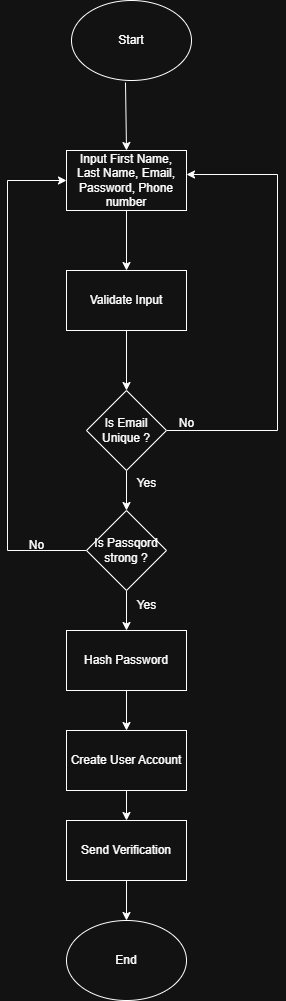 Start
Input First Name,
Last Name, Email,
Password, Phone
number
Validate Input
Is Email
Unique ?
No
Yes
Is Passqord
strong ?
No
Yes
Hash Password
Create User Account
Send Verification
End